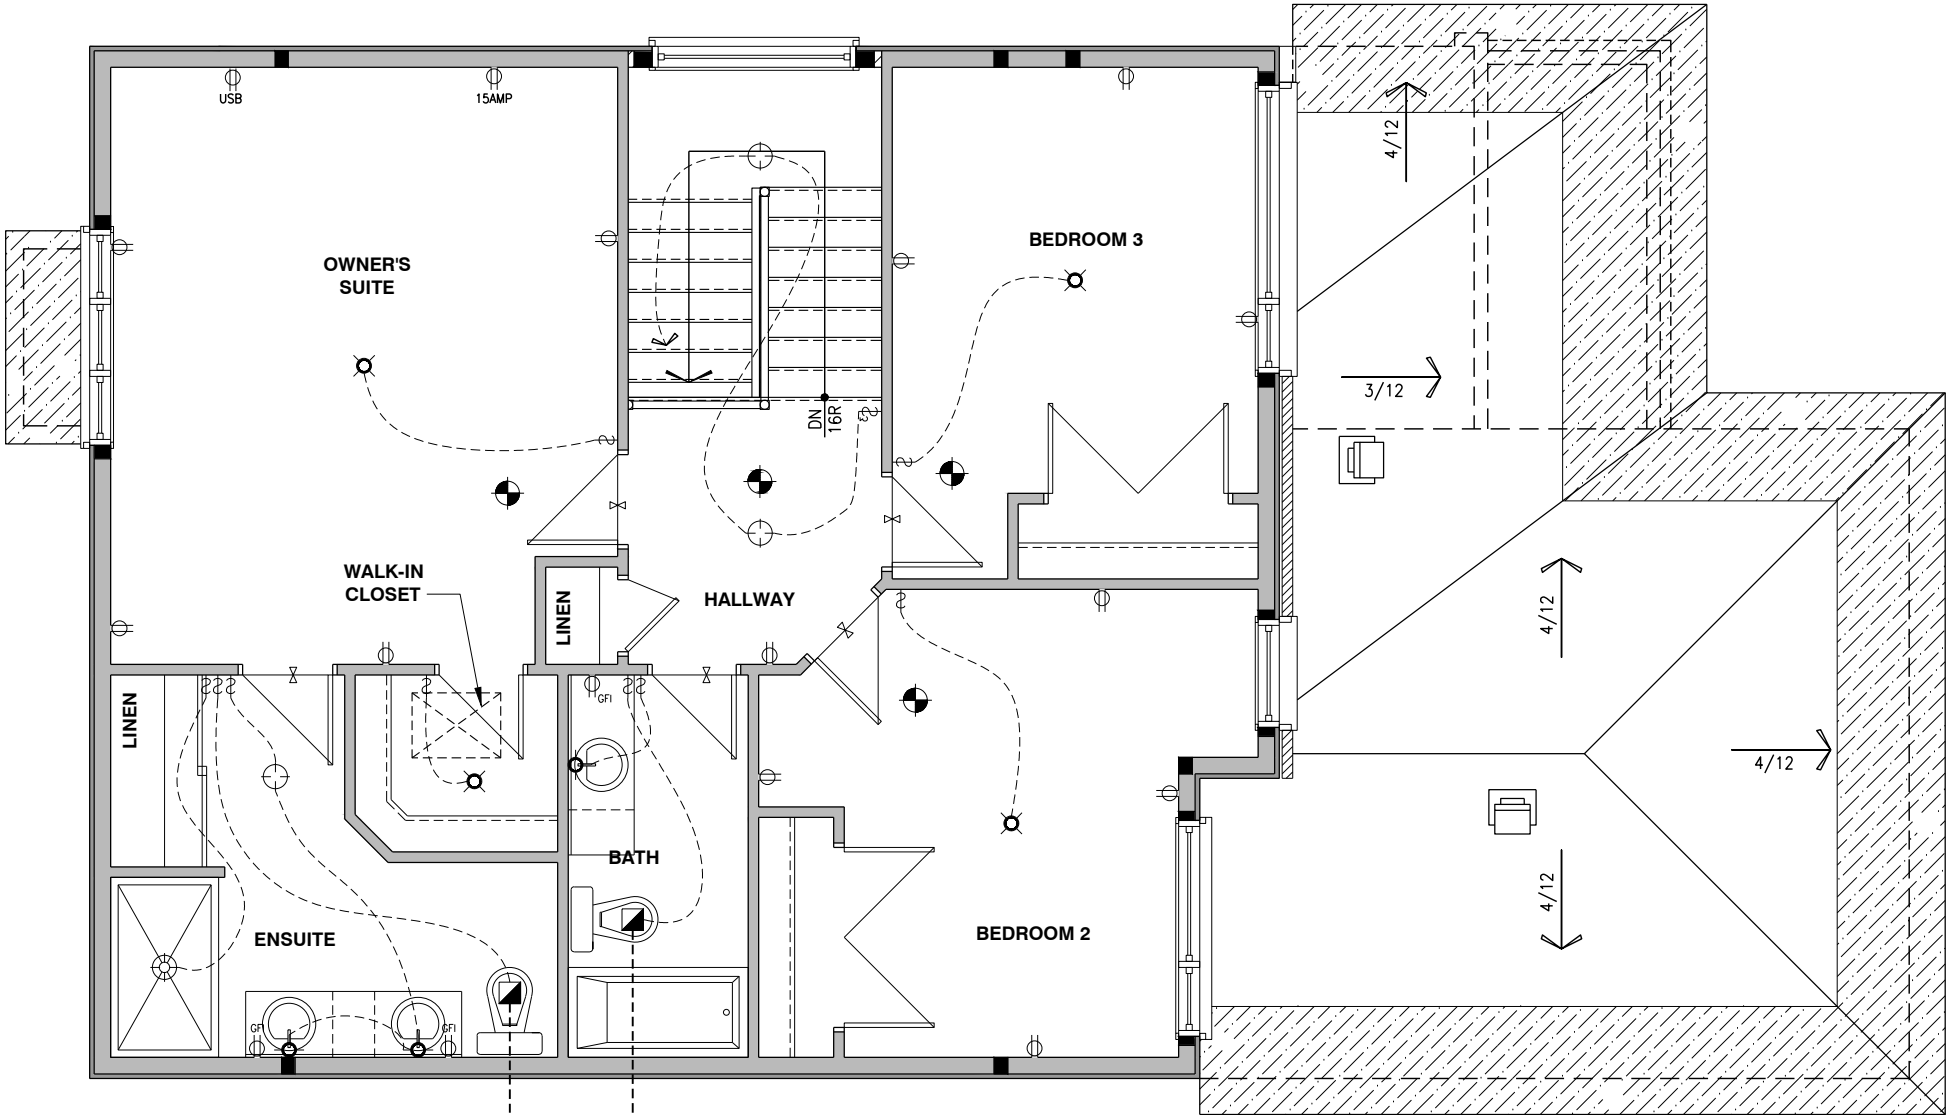 USB
15AMP
4/12
BEDROOM 3
OWNER'S
SUITE
3/12
DN
16R
WALK-IN
CLOSET
LINEN
HALLWAY
4/12
LINEN
GFI
4/12
BATH
4/12
ENSUITE
BEDROOM 2
GFI
GFI